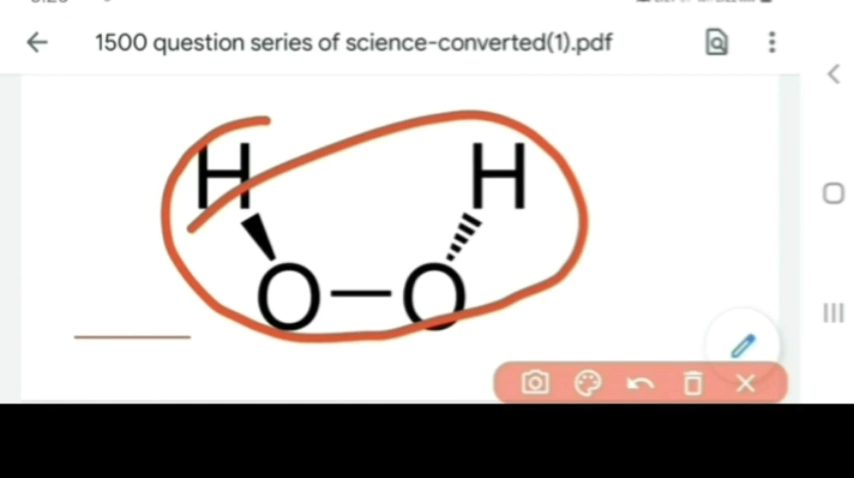 1500 question series of science-converted(1).pdf
H H
O-O